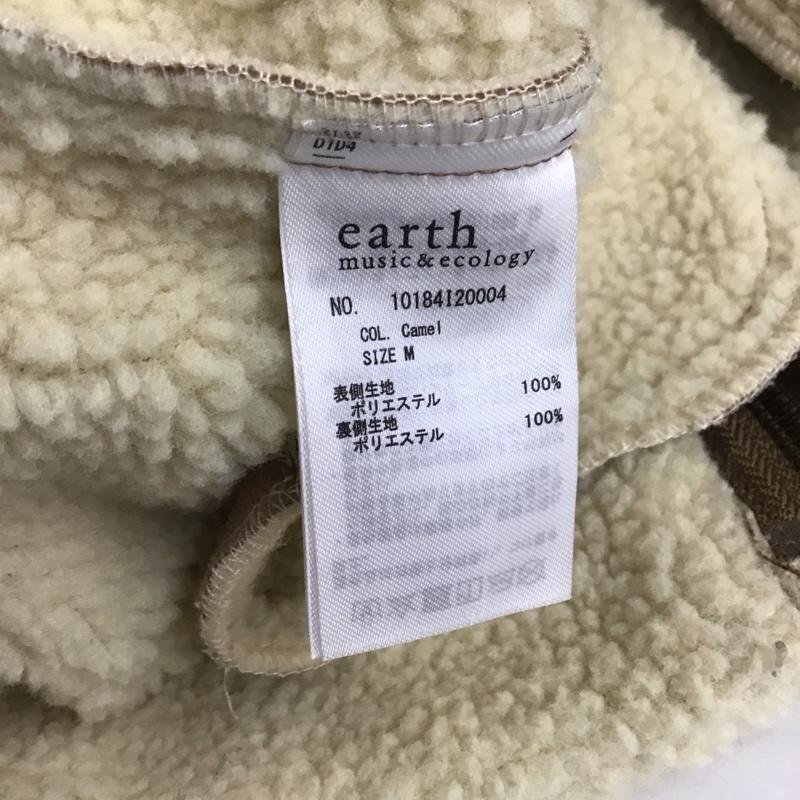 D1D4
earth
music&ecology
NO. 10184I20004
COL. Camel
SIZE M
表側生地
ポリエステル 100%
裏側生地
ポリエステル 100%